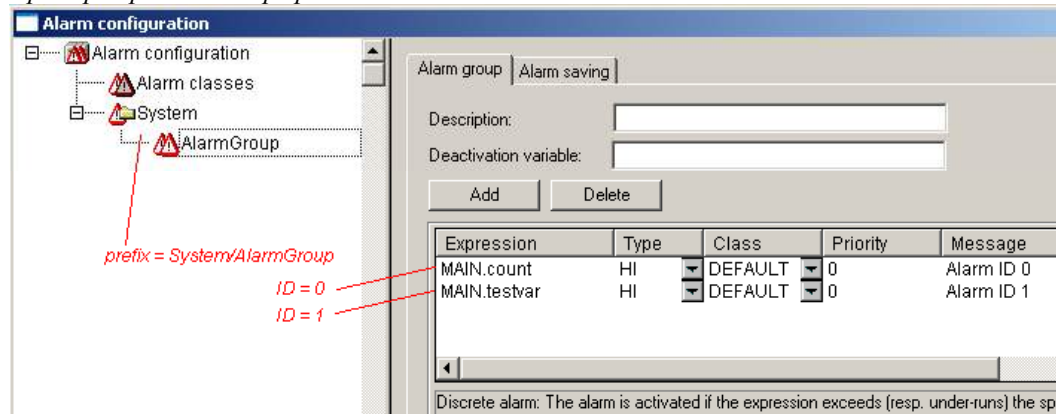 Alarm configuration
Alarm configuration
Alarm classes
System
AlarmGroup
prefix = System/AlarmGroup
ID = 0
ID = 1
Alarm group Alarm saving
Description:
Deactivation variable:
Add Delete
Expression Type Class Priority Message
MAIN.count HI DEFAULT 0 Alarm ID 0
MAIN.testvar HI DEFAULT 0 Alarm ID 1
Discrete alarm: The alarm is activated if the expression exceeds (resp. under-runs) the sp